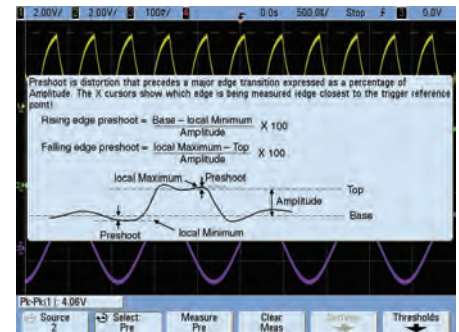 1 2.00V/ 2 2.00V/ 3 100▿/ 4 0.0s 500.0▿/ Stop 0.0V
Preshoot is distortion that precedes a major edge transition expressed as a percentage of
Amplitude. The X cursors show which edge is being measured (edge closest to the trigger reference
point)
Rising edge preshoot = Base – local Minimum
Amplitude
X 100
Falling edge preshoot = local Maximum – Top
Amplitude
X 100
local Maximum
Preshoot
Top
Amplitude
Base
Preshoot
local Minimum
Pk-Pk(1): 4.06V
Source
2
Select:
Pre
Measure
Pre
Clear
Meas
Settings
Thresholds